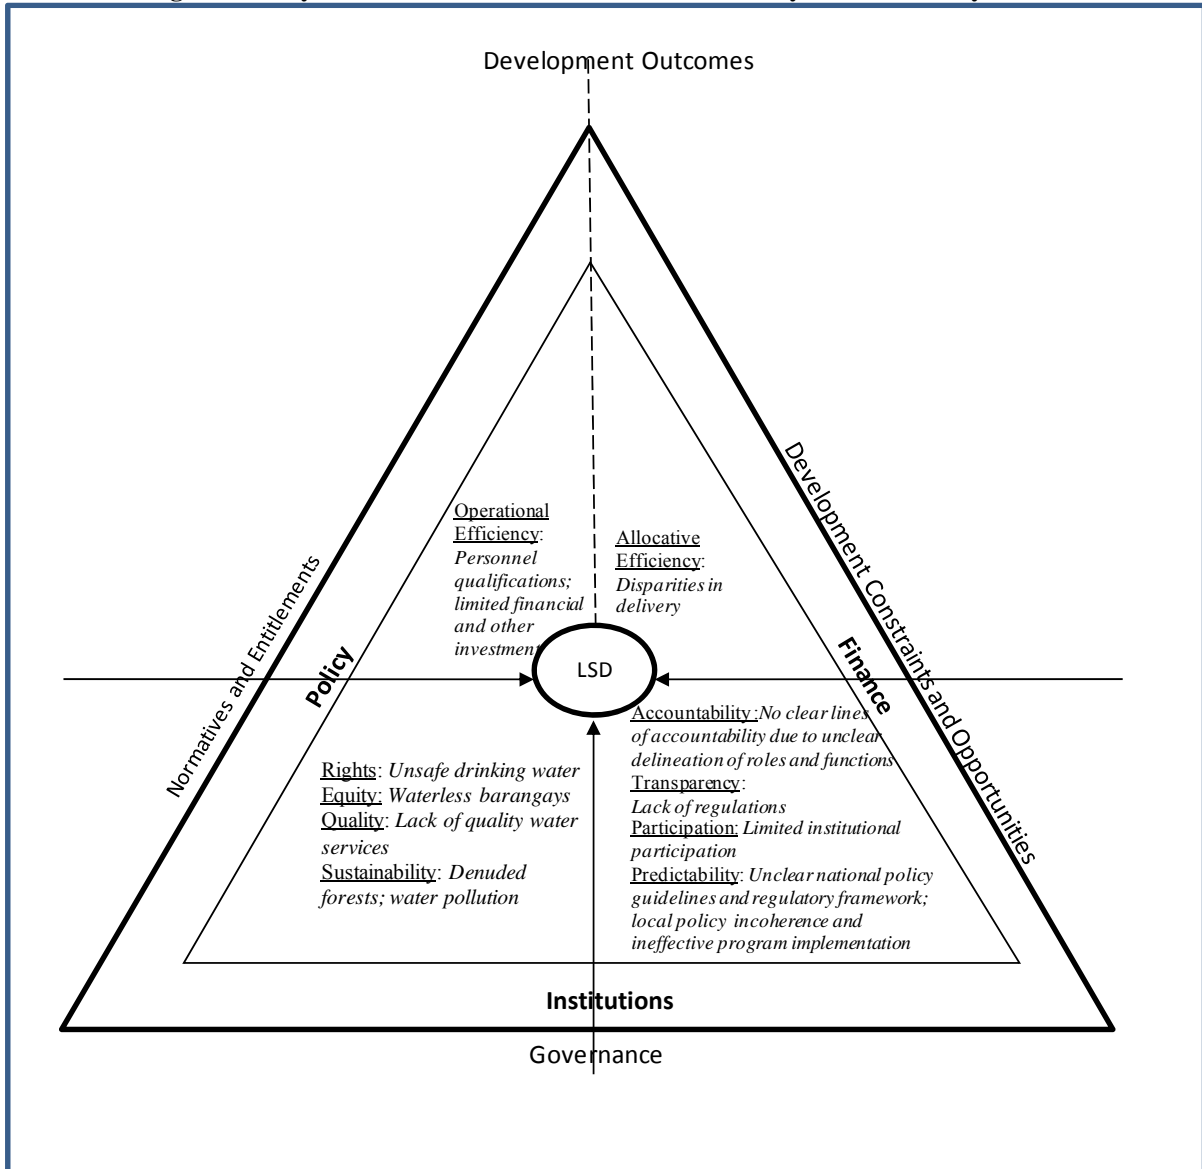 Development Outcomes
Normatives and Entitlements
Development Constraints and Opportunities
Policy
Finance
Operational
Efficiency:
Personnel
qualifications;
limited financial
and other
investment
Allocative
Efficiency:
Disparities in
delivery
LSD
Rights: Unsafe drinking water
Equity: Waterless barangays
Quality: Lack of quality water
services
Sustainability: Denuded
forests; water pollution
Accountability:No clear lines
of accountability due to unclear
delineation of roles and functions
Transparency:
Lack of regulations
Participation: Limited institutional
participation
Predictability: Unclear national policy
guidelines and regulatory framework;
local policy incoherence and
ineffective program implementation
Institutions
Governance